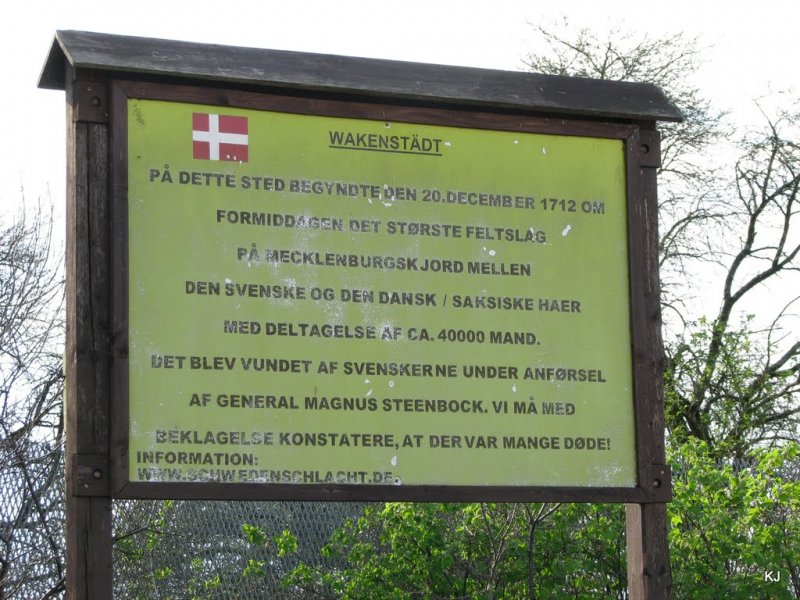 WAKENSTÄDT
PÅ DETTE STED BEGYNDTE DEN 20.DECEMBER 1712 OM
FORMIDDAGEN DET STØRSTE FELTSLAG
PÅ MECKLENBURGSKJORD MELLEN
DEN SVENSKE OG DEN DANSK / SAKSISKE HAER
MED DELTAGELSE AF CA. 40000 MAND.
DET BLEV VUNDET AF SVENSKERNE UNDER ANFØRSEL
AF GENERAL MAGNUS STEENBOCK. VI MÅ MED
BEKLAGELSE KONSTATERE, AT DER VAR MANGE DØDE!
INFORMATION:
WWW.SCHWEDENSCHLACHT.DE
KJ